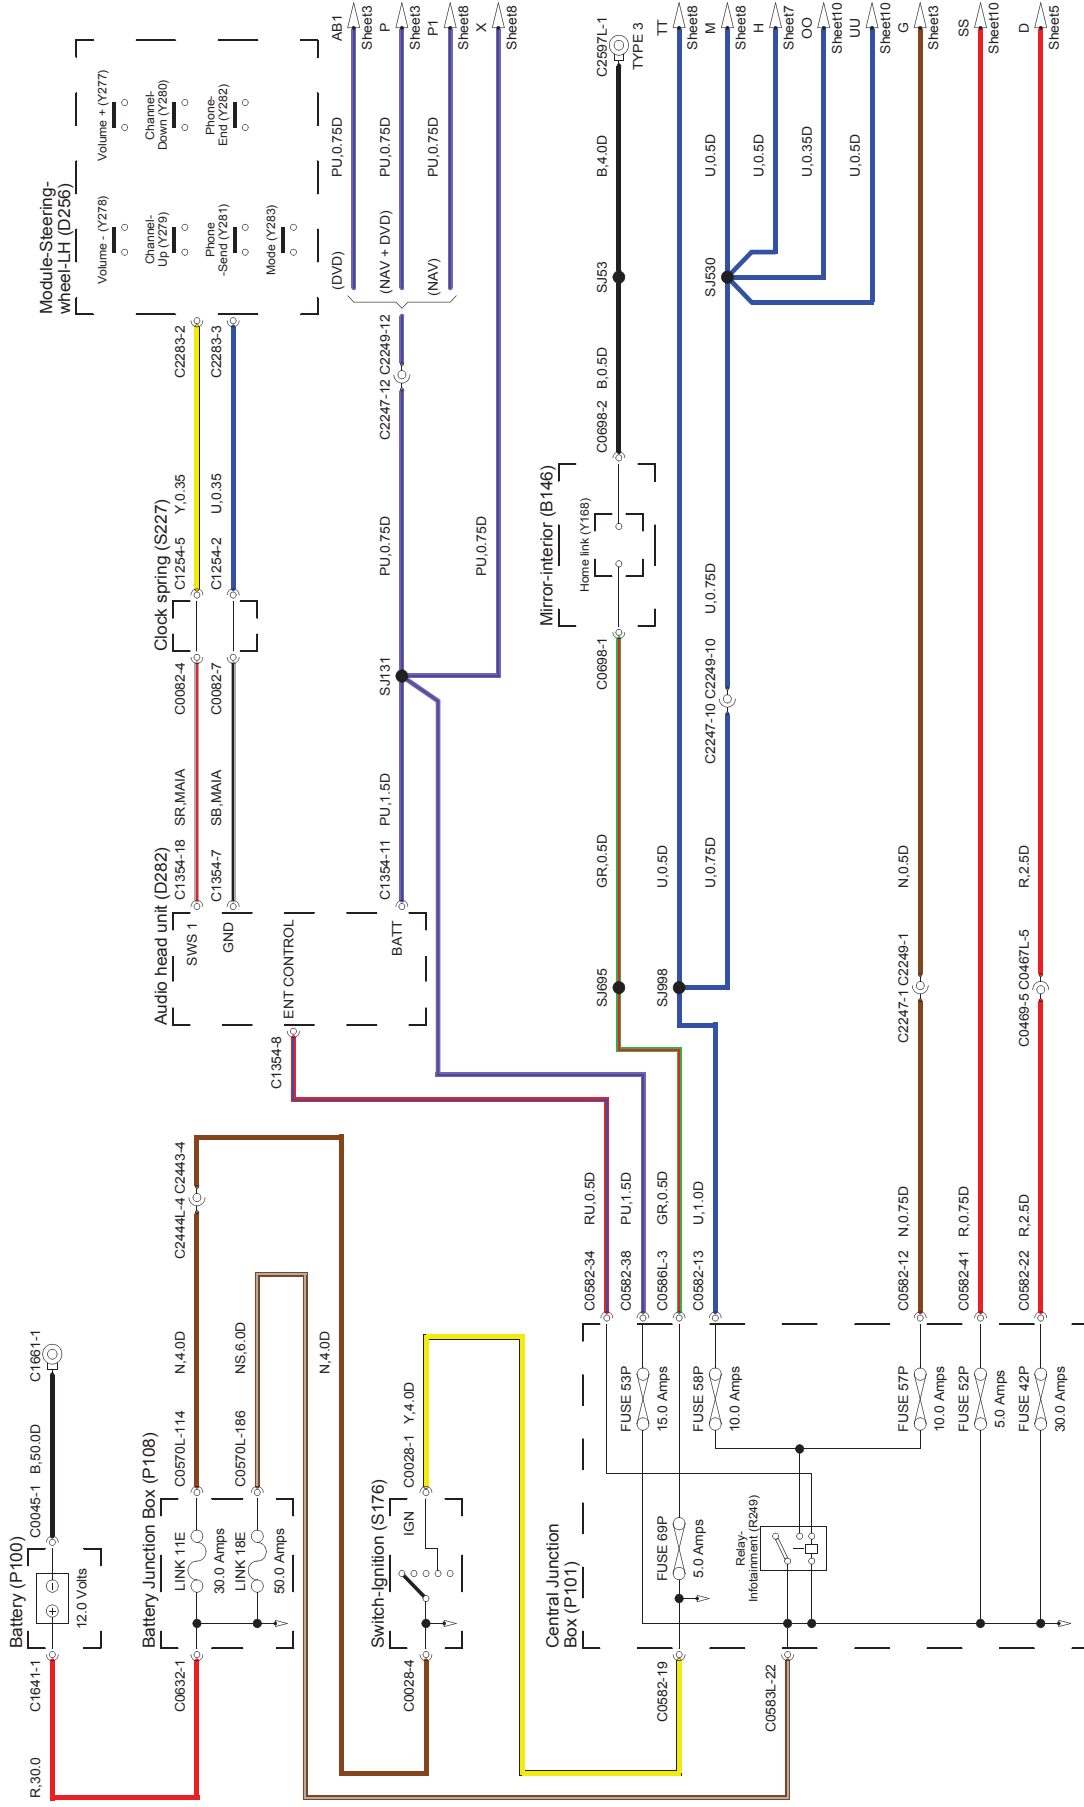 Battery (P100)
12.0 Volts
C1641-1
R,30.0
C0045-1
B,50.0D
C1661-1
Battery Junction Box (P108)
C0632-1
LINK 11E
30.0 Amps
LINK 18E
50.0 Amps
C0570L-114
N,4.0D
C2444L-4
C2443-4
C0570L-186
NS,6.0D
N,4.0D
Switch-Ignition (S176)
IGN
C0028-4
C0028-1
Y,4.0D
Central Junction
Box (P101)
C0582-19
C0583L-22
FUSE 69P
5.0 Amps
Relay-
Infotainment (R249)
FUSE 53P
15.0 Amps
FUSE 58P
10.0 Amps
FUSE 57P
10.0 Amps
FUSE 52P
5.0 Amps
FUSE 42P
30.0 Amps
C0582-34
RU,0.5D
C0582-38
PU,1.5D
C0586L-3
GR,0.5D
C0582-13
U,1.0D
C0582-12
N,0.75D
C0582-41
R,0.75D
C0582-22
R,2.5D
Audio head unit (D282)
SWS 1
GND
ENT CONTROL
BATT
C1354-8
C1354-18
SR,MAIA
C0082-4
C1354-7
SB,MAIA
C0082-7
C1354-11
PU,1.5D
SJ131
Clock spring (S227)
C1254-5
Y,0.35
C2283-2
C1254-2
U,0.35
C2283-3
Module-Steering-
wheel-LH (D256)
Volume - (Y278)
Volume + (Y277)
Channel-
Up (Y279)
Channel-
Down (Y280)
Phone
-Send (Y281)
Phone-
End (Y282)
Mode (Y283)
PU,0.75D
C2247-12
C2249-12
(DVD)
PU,0.75D
AB1
Sheet3
(NAV + DVD)
PU,0.75D
P
Sheet3
(NAV)
PU,0.75D
P1
Sheet8
PU,0.75D
X
Sheet8
SJ695
GR,0.5D
C0698-1
Mirror-interior (B146)
Home link (Y168)
C0698-2
B,0.5D
SJ53
B,4.0D
C2597L-1
TYPE 3
SJ998
U,0.5D
TT
Sheet8
U,0.75D
C2247-10
C2249-10
U,0.75D
SJ530
U,0.5D
M
Sheet8
U,0.5D
H
Sheet7
U,0.35D
OO
Sheet10
U,0.5D
UU
Sheet10
C2247-1
C2249-1
N,0.5D
G
Sheet3
SS
Sheet10
C0469-5
C0467L-5
R,2.5D
D
Sheet5